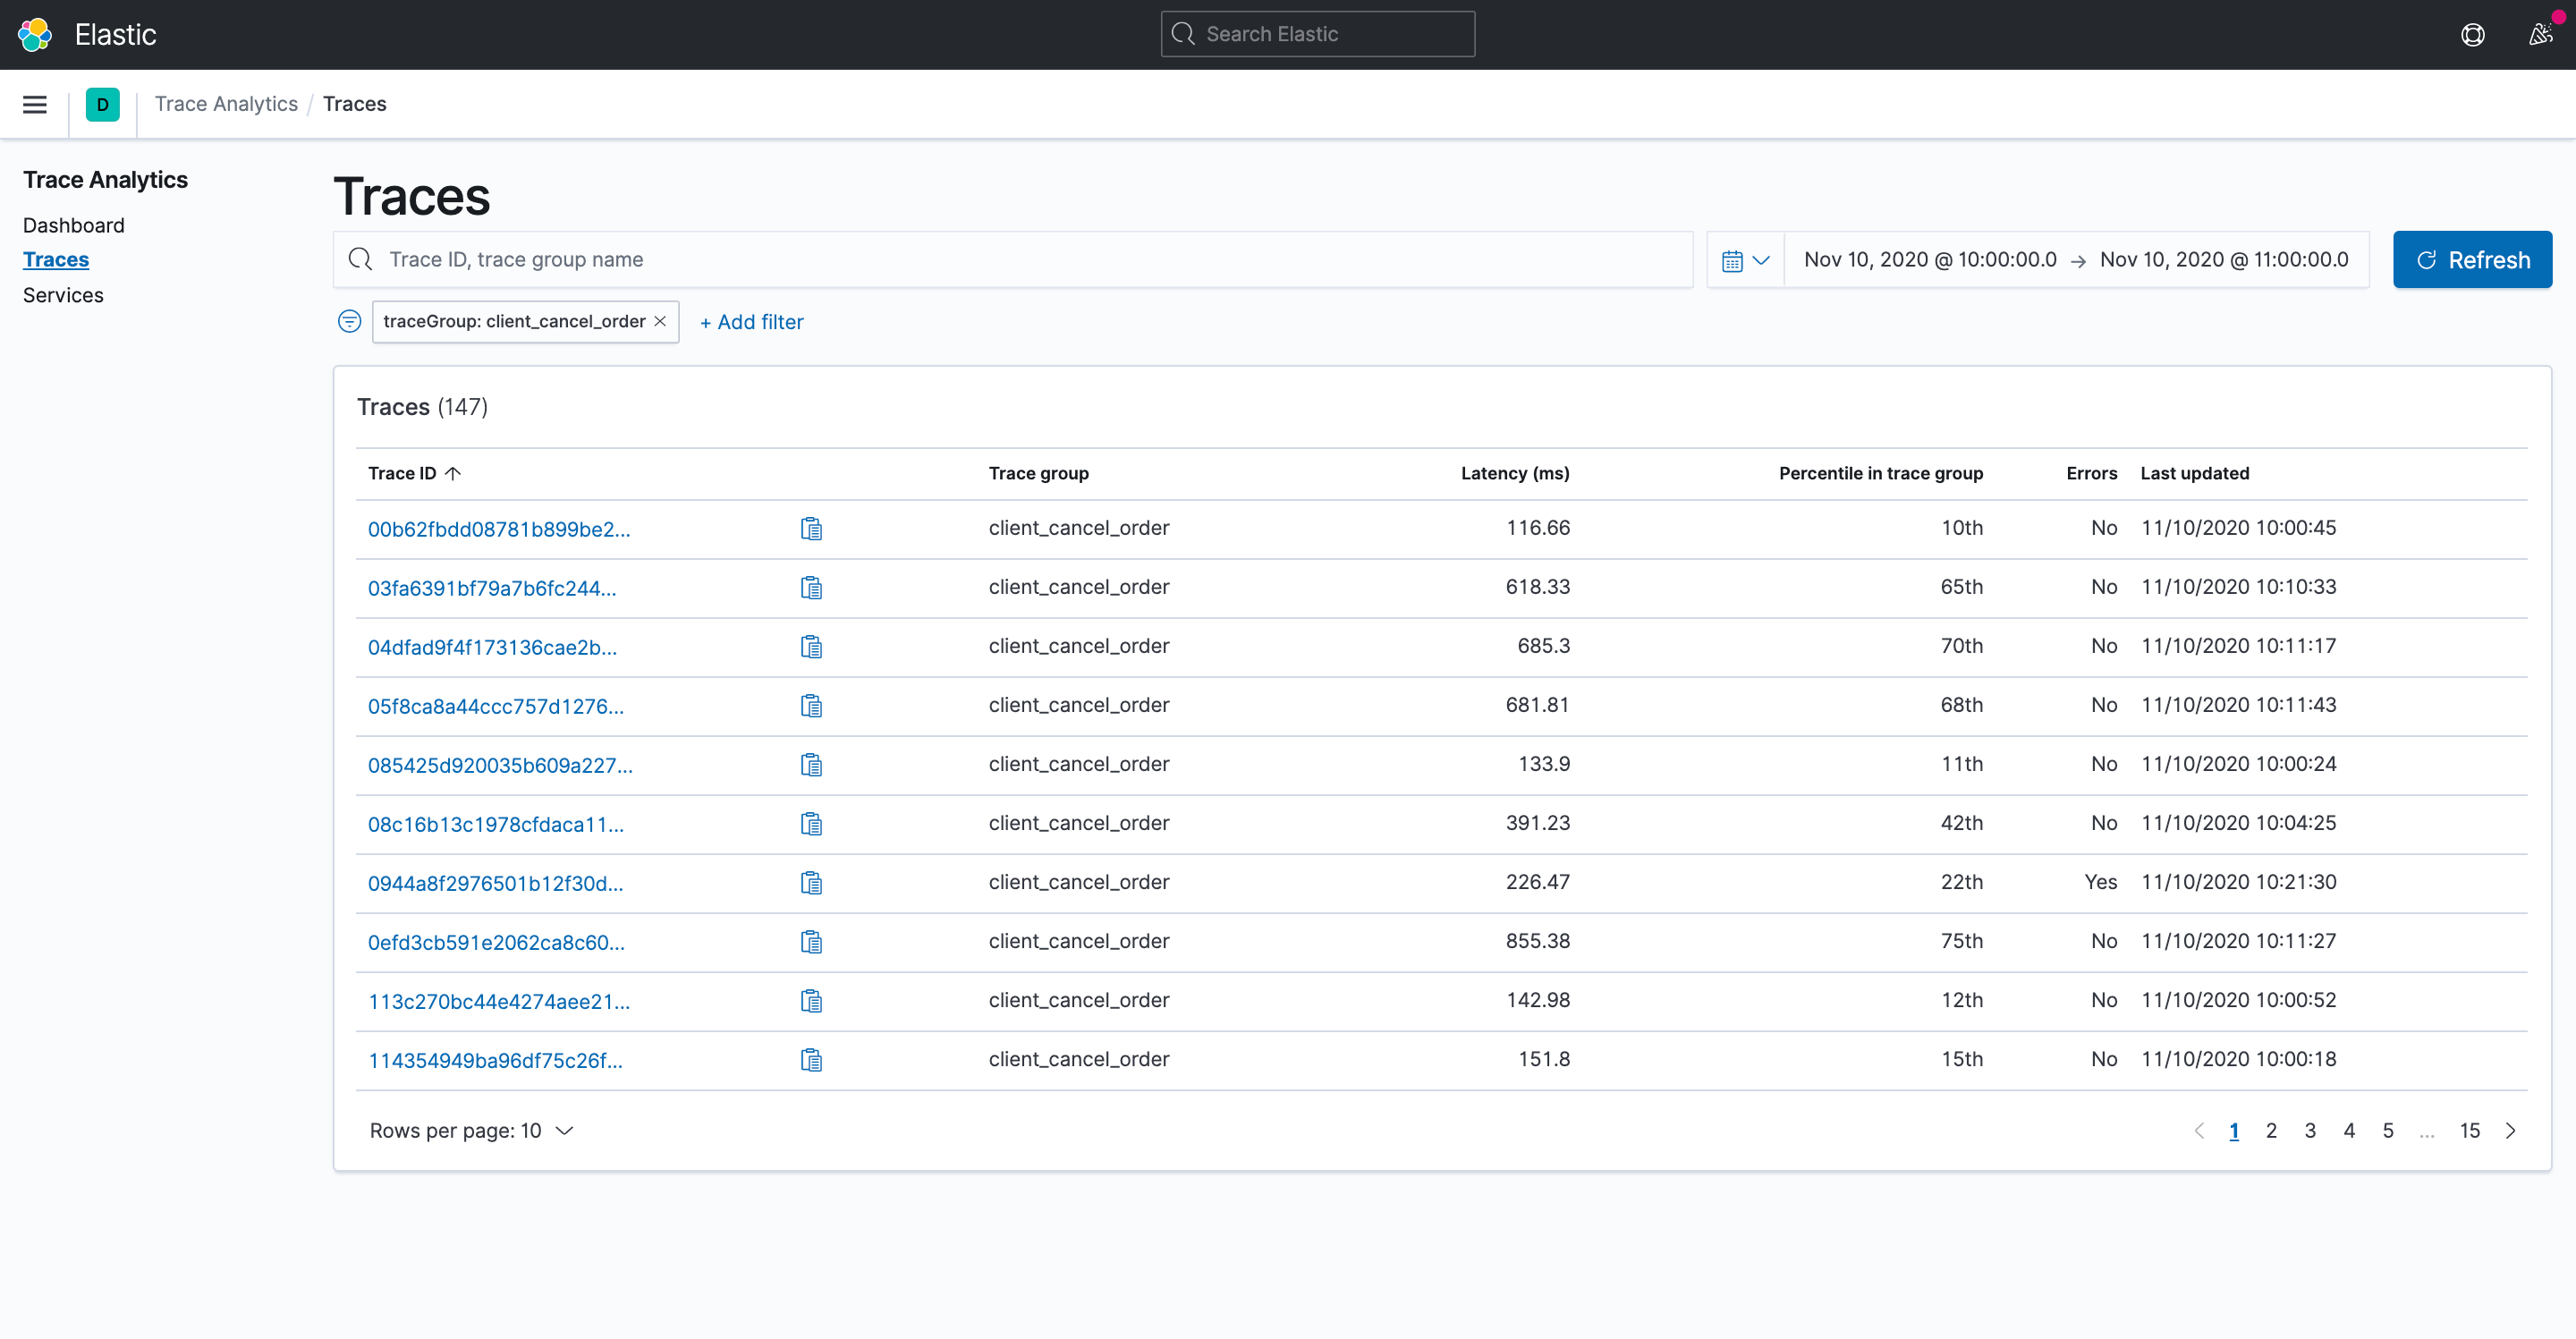 Elastic
Search Elastic
D
Trace Analytics / Traces
Trace Analytics
Dashboard
Traces
Services
Traces
Trace ID, trace group name
Nov 10, 2020 @ 10:00:00.0 → Nov 10, 2020 @ 11:00:00.0
Refresh
traceGroup: client_cancel_order ×
+ Add filter
Traces (147)
Trace ID ↑ Trace group Latency (ms) Percentile in trace group Errors Last updated
00b62fbdd08781b899be2... client_cancel_order 116.66 10th No 11/10/2020 10:00:45
03fa6391bf79a7b6fc244... client_cancel_order 618.33 65th No 11/10/2020 10:10:33
04dfad9f4f173136cae2b... client_cancel_order 685.3 70th No 11/10/2020 10:11:17
05f8ca8a44ccc757d1276... client_cancel_order 681.81 68th No 11/10/2020 10:11:43
085425d920035b609a227... client_cancel_order 133.9 11th No 11/10/2020 10:00:24
08c16b13c1978cfdaca11... client_cancel_order 391.23 42th No 11/10/2020 10:04:25
0944a8f2976501b12f30d... client_cancel_order 226.47 22th Yes 11/10/2020 10:21:30
0efd3cb591e2062ca8c60... client_cancel_order 855.38 75th No 11/10/2020 10:11:27
113c270bc44e4274aee21... client_cancel_order 142.98 12th No 11/10/2020 10:00:52
114354949ba96df75c26f... client_cancel_order 151.8 15th No 11/10/2020 10:00:18
Rows per page: 10
1 2 3 4 5 ... 15